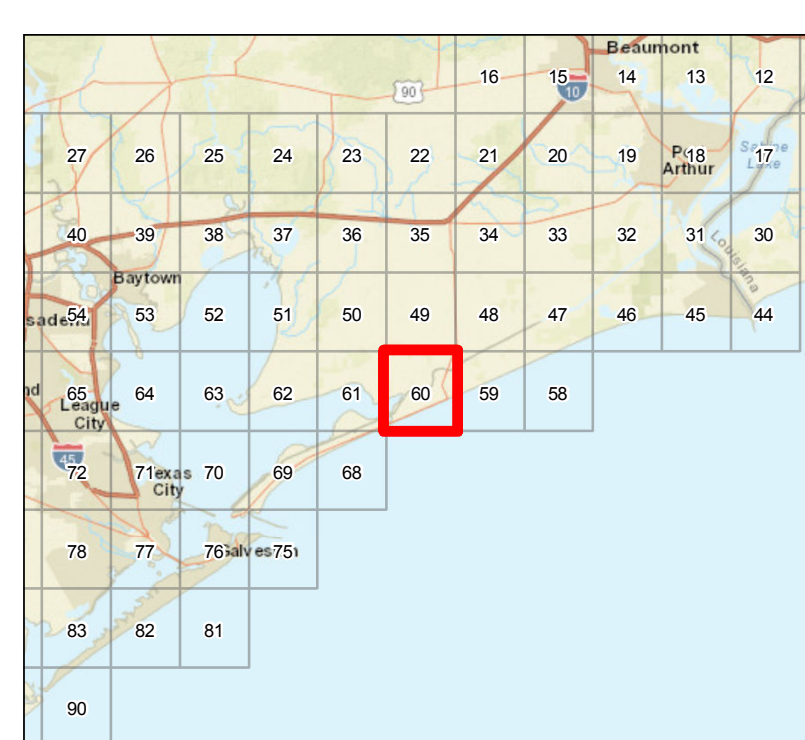 Beaumont
16 15 14 13 12
90 10
27 26 25 24 23 22 21 20 19 18 17
Port Arthur
Sabine Lake
40 39 38 37 36 35 34 33 32 31 30
Louisiana
Baytown
54 53 52 51 50 49 48 47 46 45 44
sadena
65 64 63 62 61 60 59 58
nd
League
City
45
72 71 70 69 68
Texas
City
78 77 76 75
Galveston
83 82 81
90